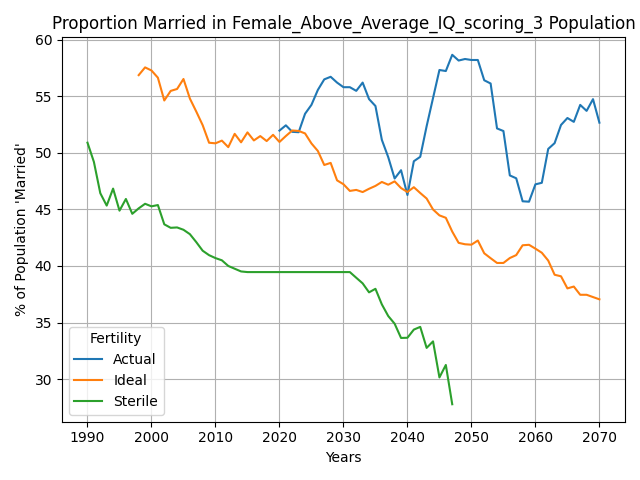 Proportion Married in Female_Above_Average_IQ_scoring_3 Population
% of Population 'Married'
60
55
50
45
40
35
30
Fertility
Actual
Ideal
Sterile
1990 2000 2010 2020 2030 2040 2050 2060 2070
Years